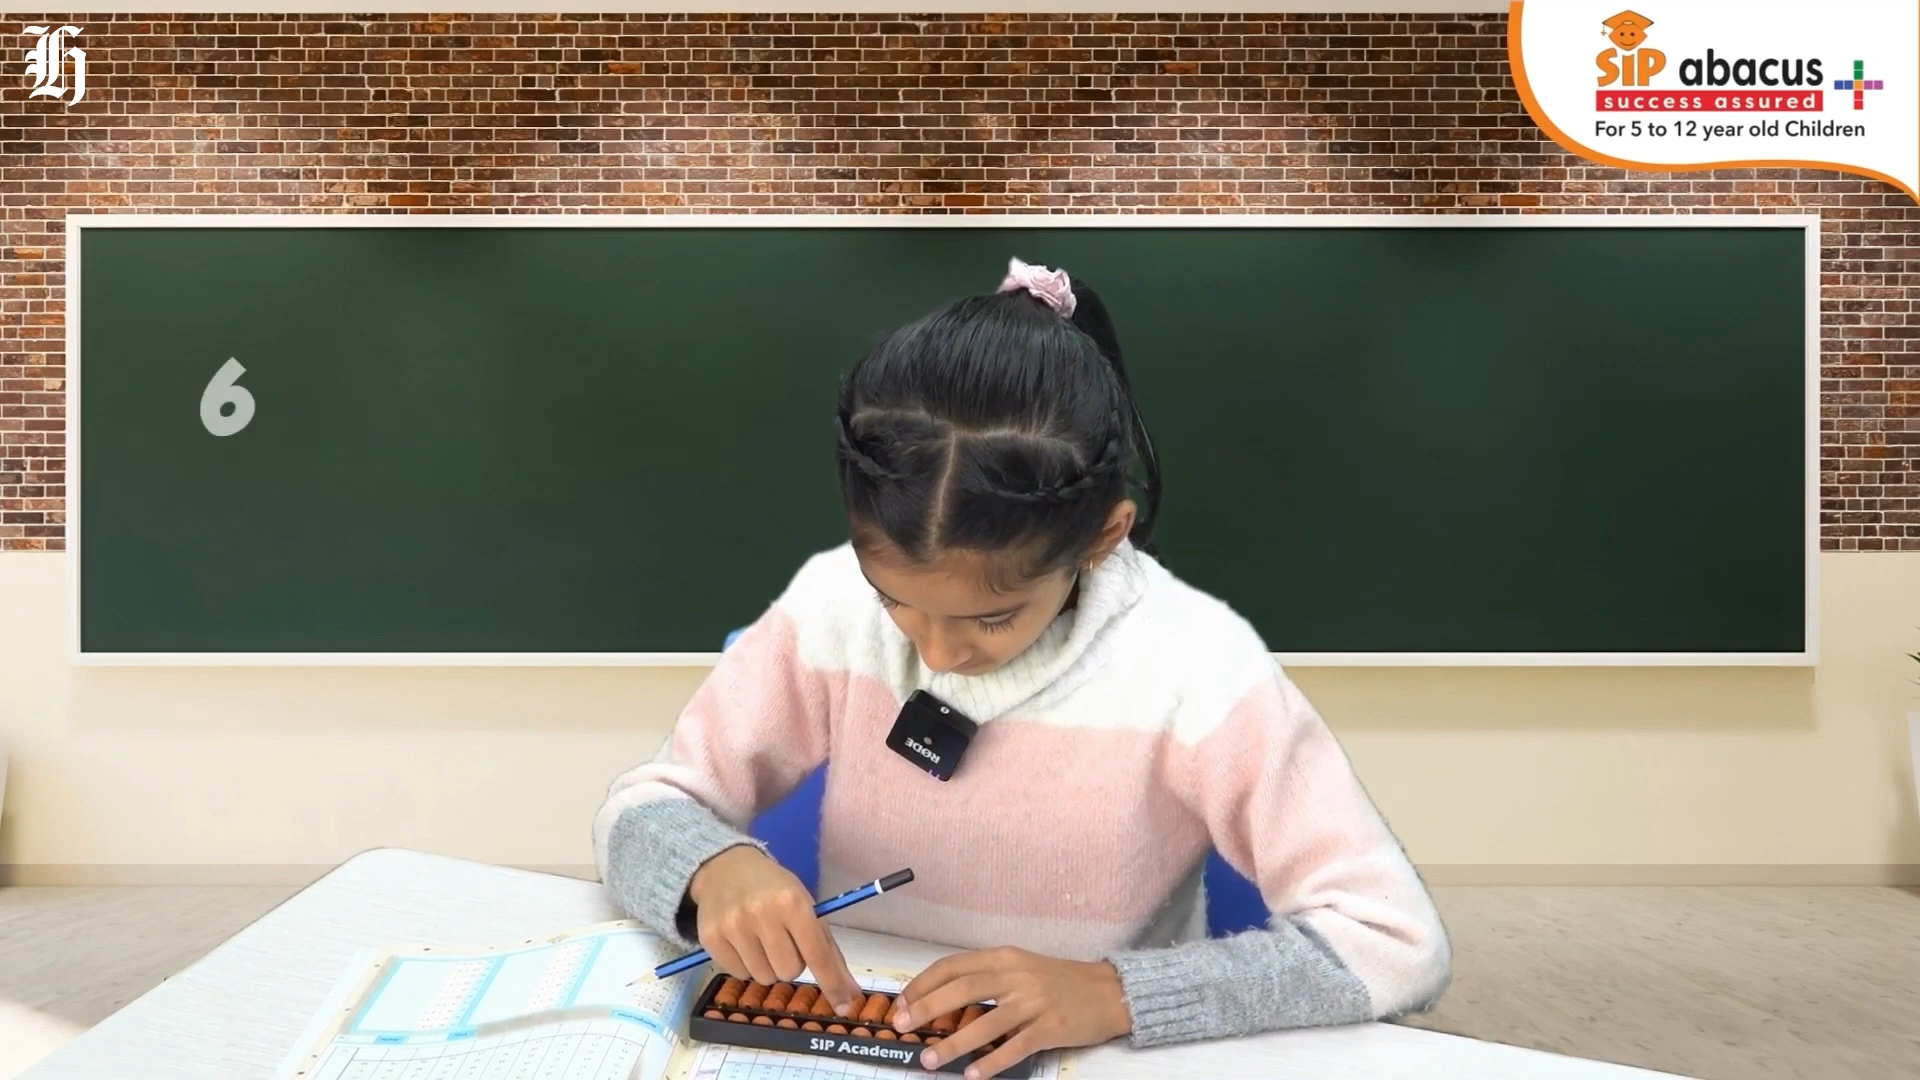 H
SIP abacus
success assured
For 5 to 12 year old Children
6
RØDE
SIP Academy